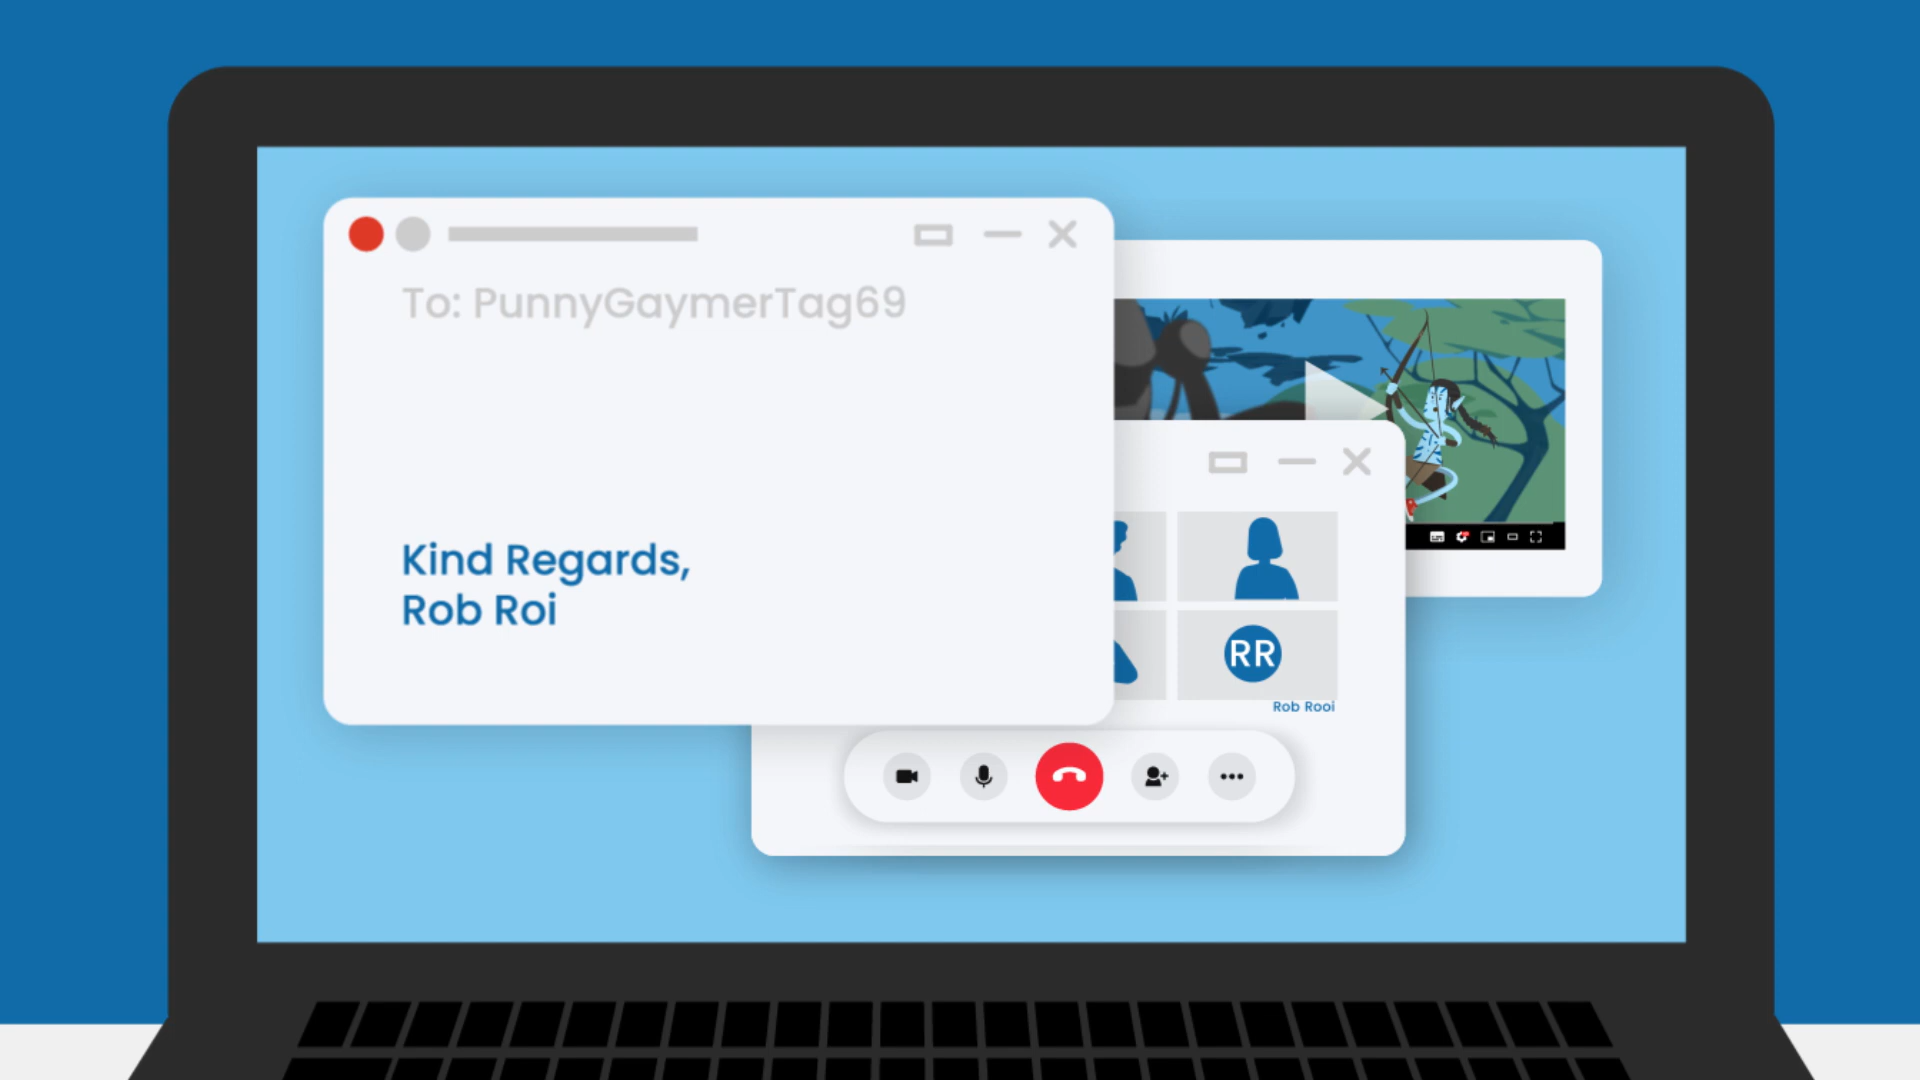 To: PunnyGaymerTag69
Kind Regards,
Rob Roi
RR
Rob Rooi